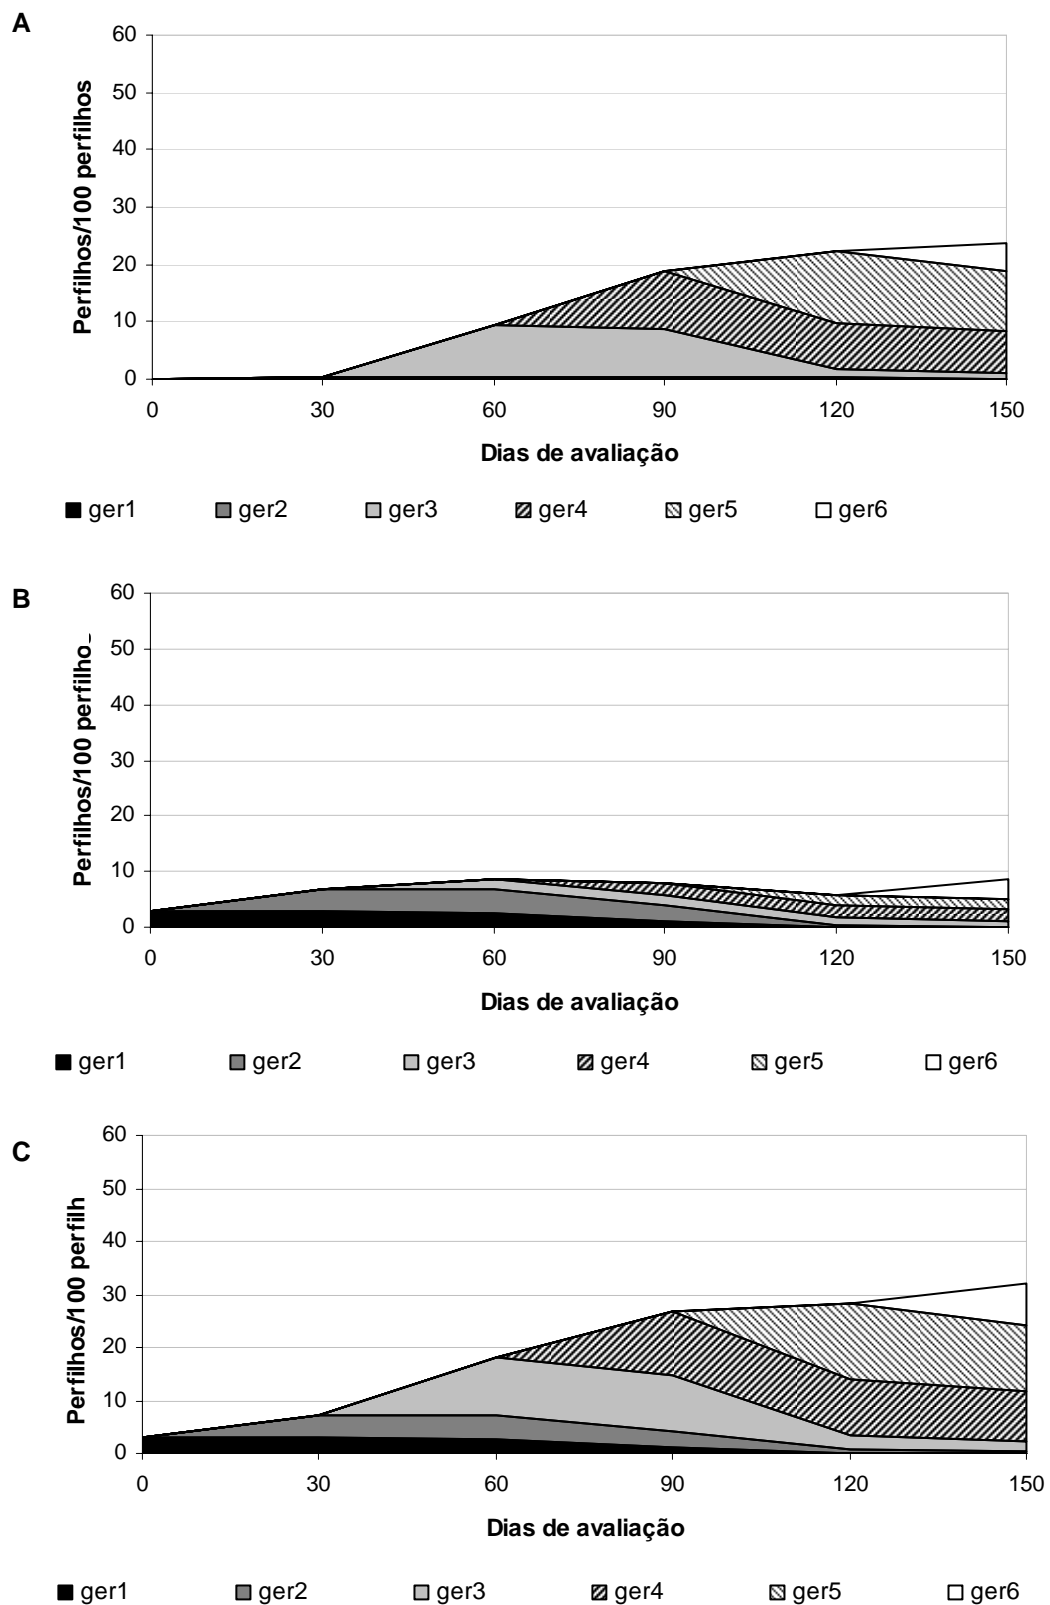 A
60
50
40
30
20
10
0
Perfilhos/100 perfilhos
0 30 60 90 120 150
Dias de avaliação
ger1 ger2 ger3 ger4 ger5 ger6
B
60
50
40
30
20
10
0
Perfilhos/100 perfilho
0 30 60 90 120 150
Dias de avaliação
ger1 ger2 ger3 ger4 ger5 ger6
C
60
50
40
30
20
10
0
Perfilhos/100 perfilh
0 30 60 90 120 150
Dias de avaliação
ger1 ger2 ger3 ger4 ger5 ger6